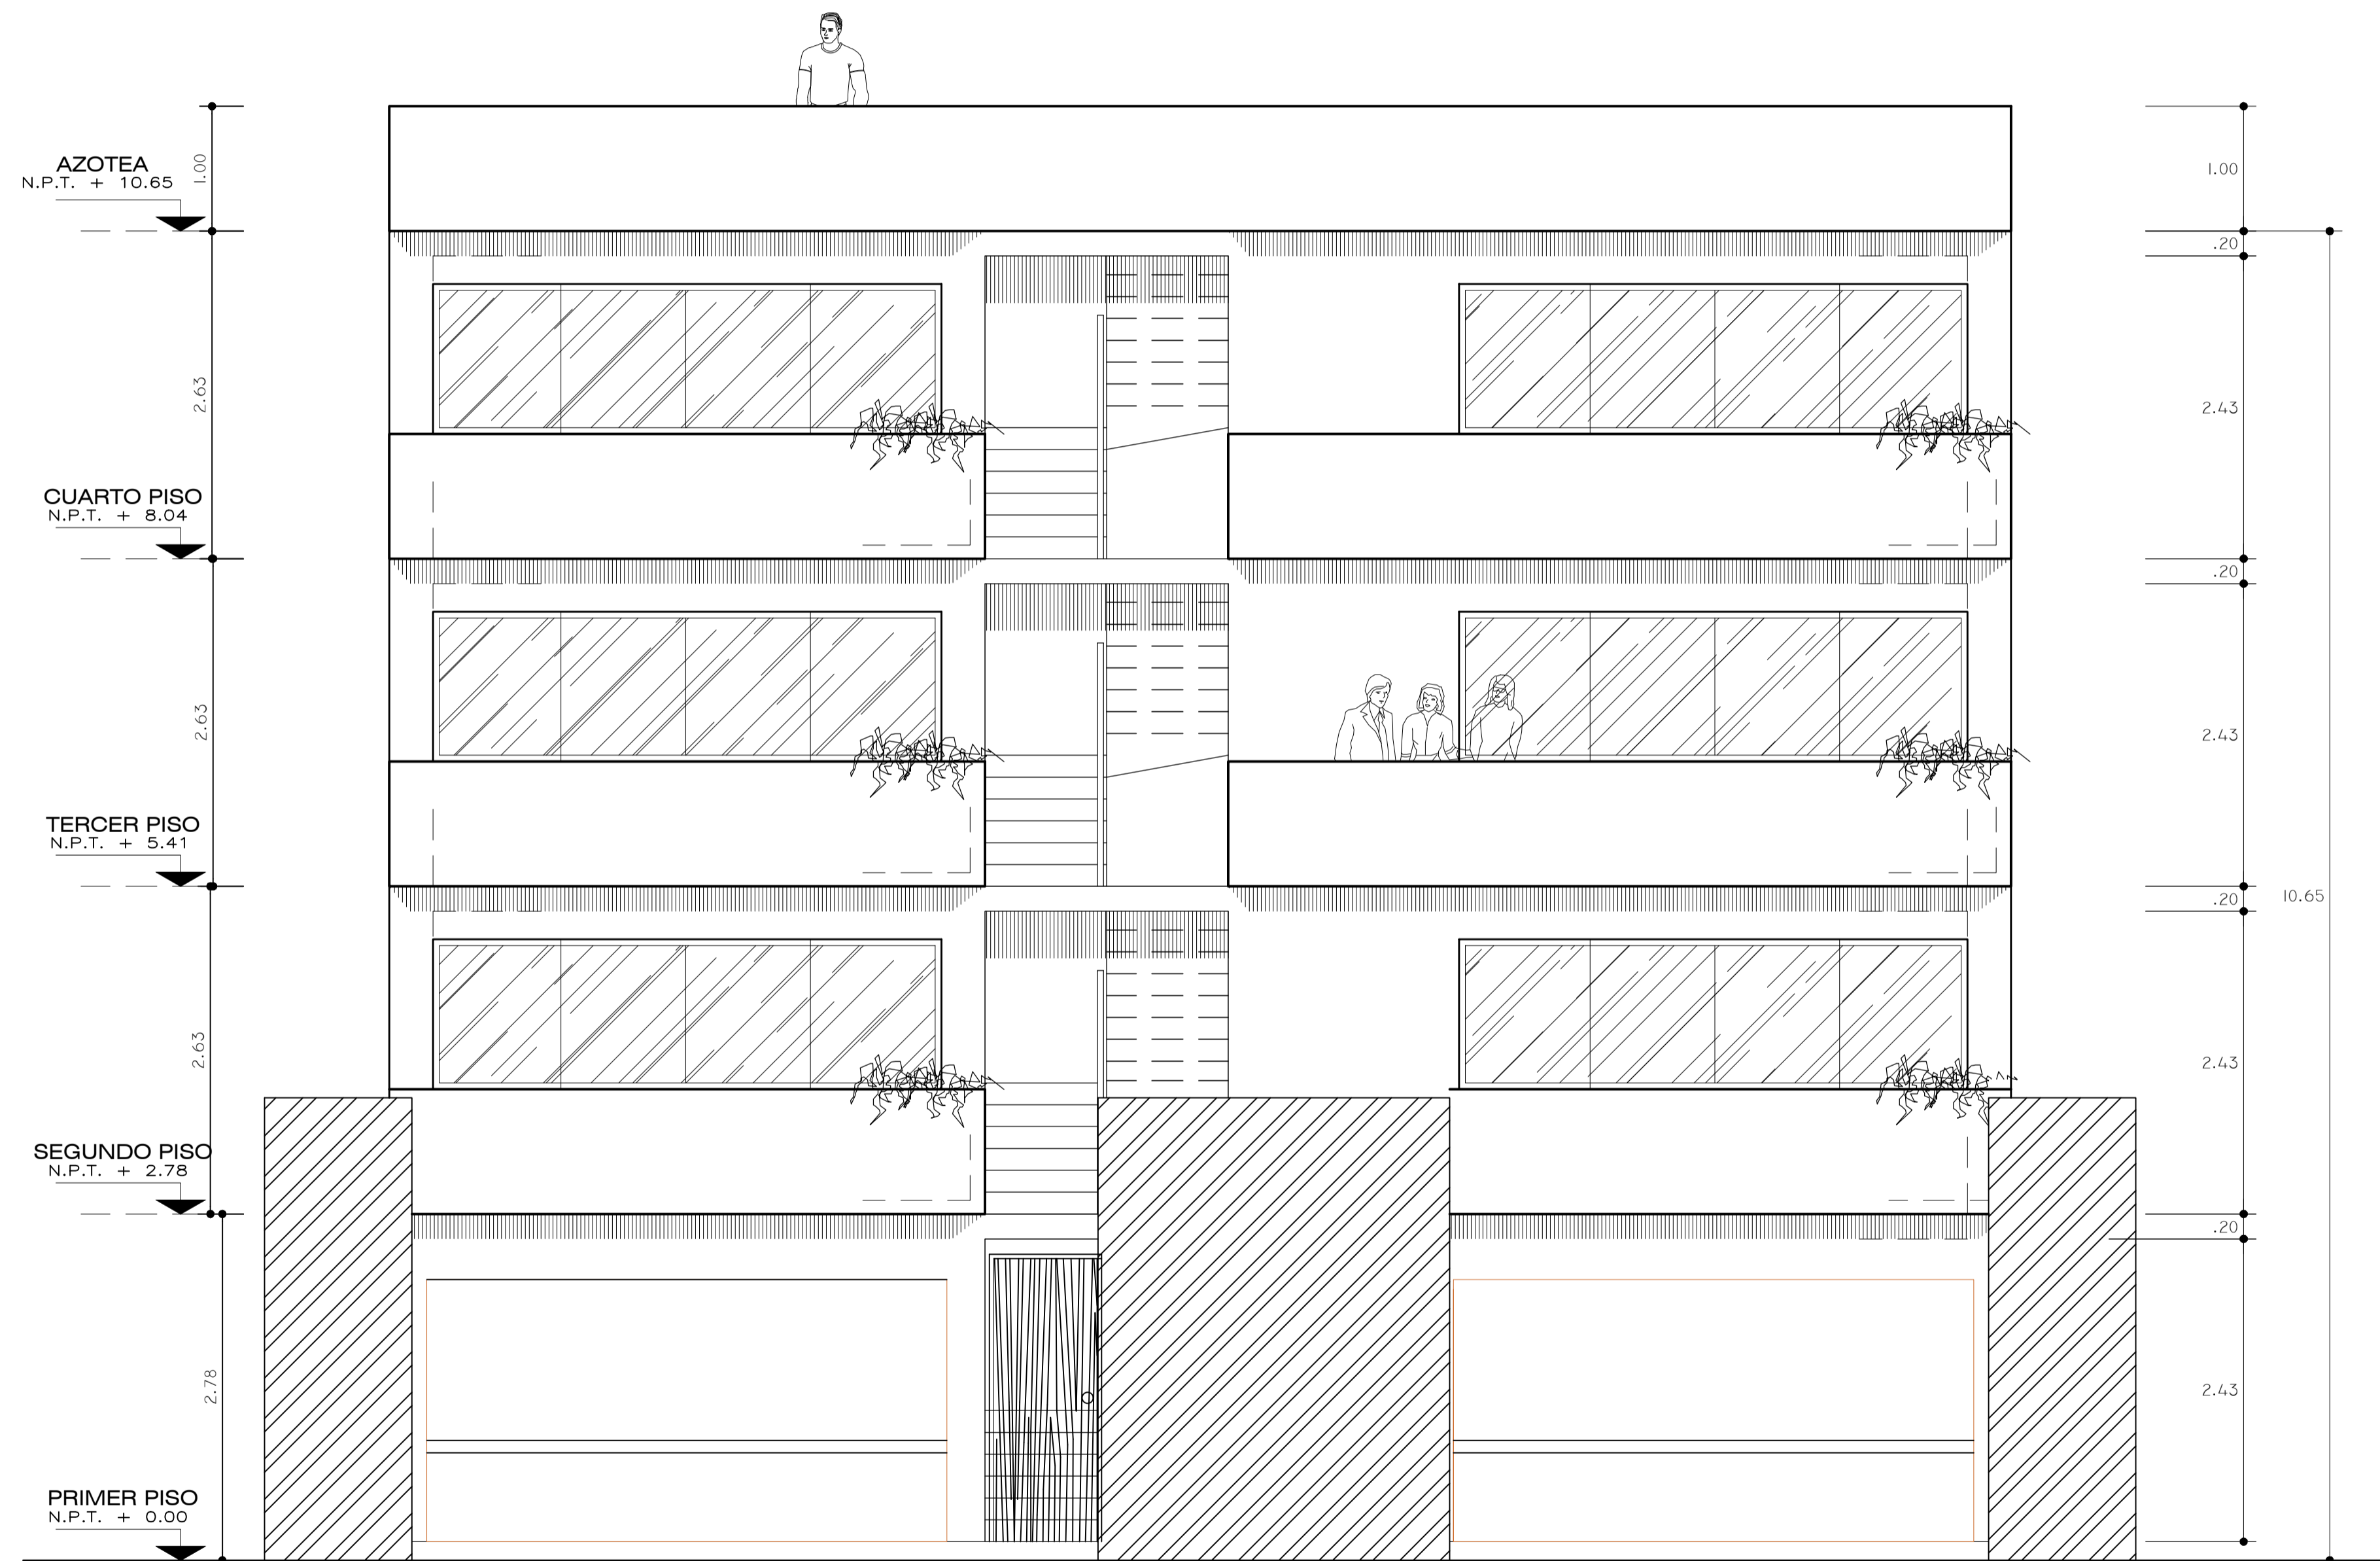 AZOTEA
N.P.T. + 10.65
1.00
1.00
.20
2.63
2.43
CUARTO PISO
N.P.T. + 8.04
.20
2.63
2.43
TERCER PISO
N.P.T. + 5.41
.20
10.65
2.63
2.43
SEGUNDO PISO
N.P.T. + 2.78
.20
2.78
2.43
PRIMER PISO
N.P.T. + 0.00